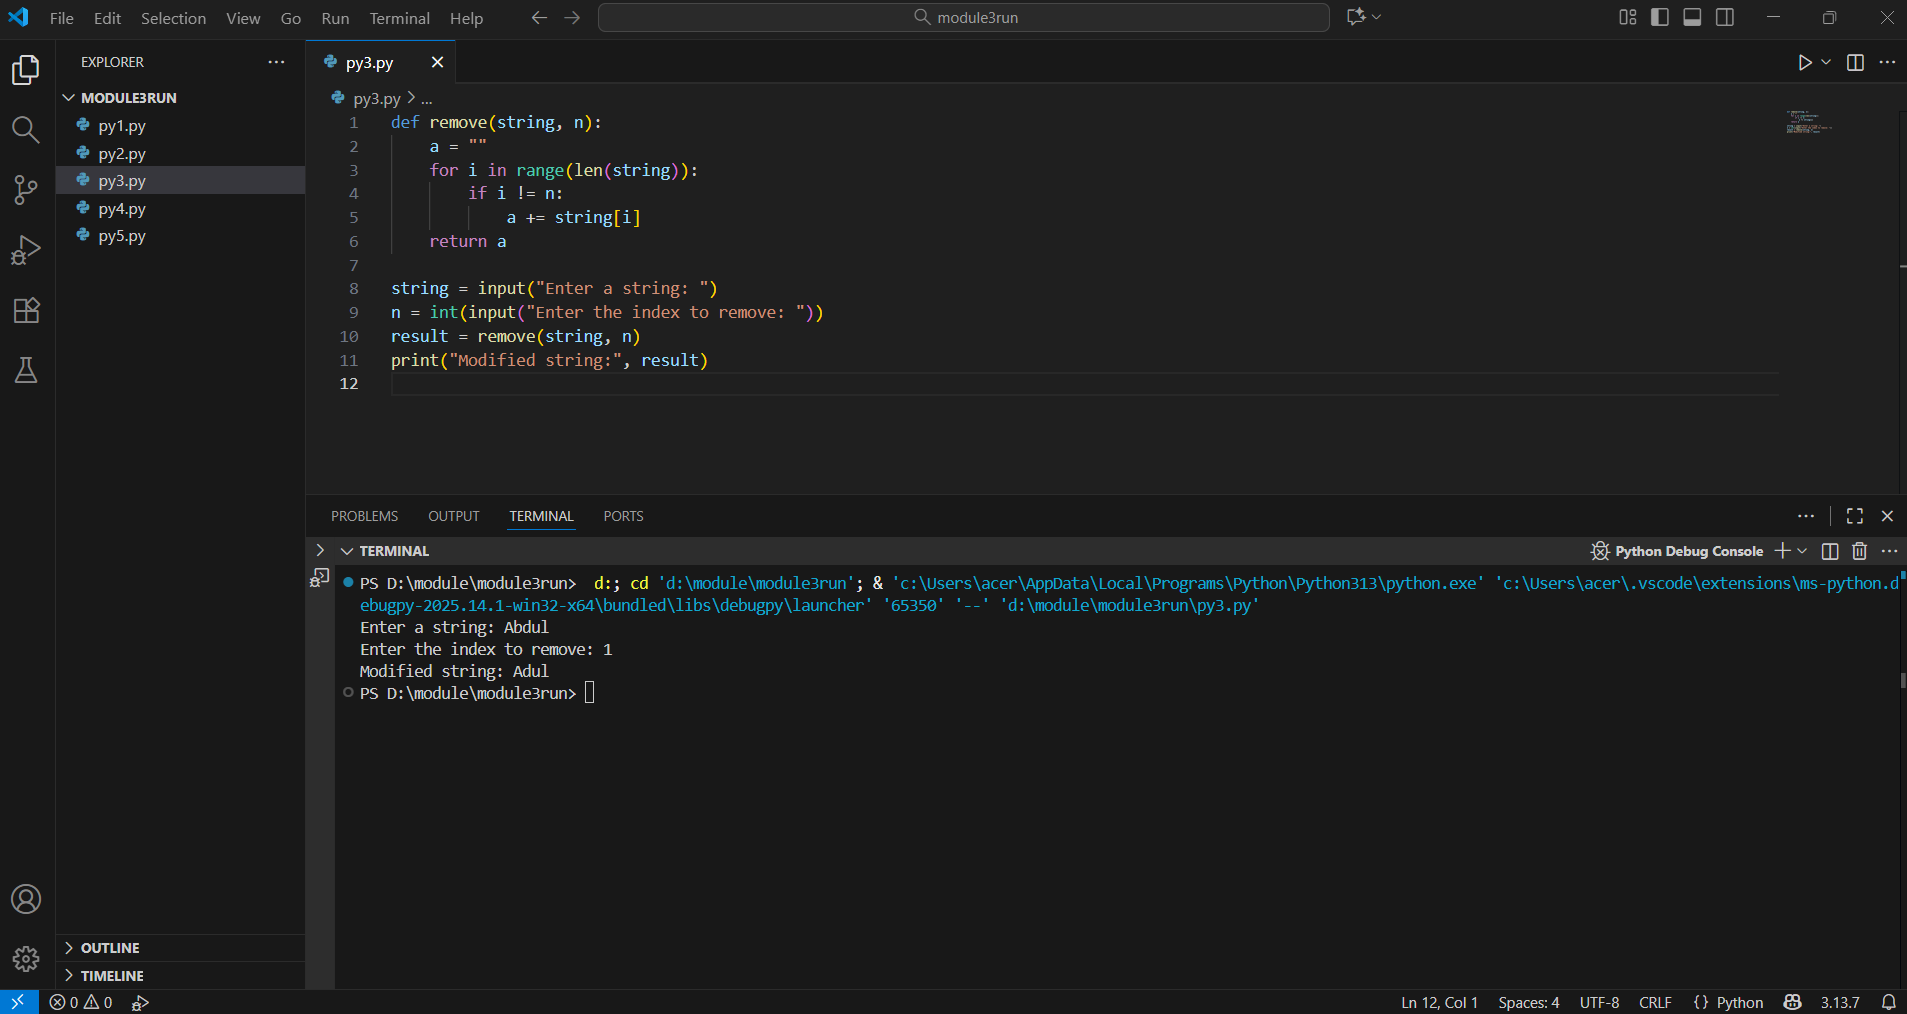 File Edit Selection View Go Run Terminal Help
module3run
EXPLORER
MODULE3RUN
py1.py
py2.py
py3.py
py4.py
py5.py
OUTLINE
TIMELINE
py3.py
py3.py > ...
1 def remove(string, n):
2     a = ""
3     for i in range(len(string)):
4         if i != n:
5             a += string[i]
6     return a
7
8 string = input("Enter a string: ")
9 n = int(input("Enter the index to remove: "))
10 result = remove(string, n)
11 print("Modified string:", result)
12
PROBLEMS OUTPUT TERMINAL PORTS
TERMINAL
Python Debug Console
PS D:\module\module3run>  d:; cd 'd:\module\module3run'; & 'c:\Users\acer\AppData\Local\Programs\Python\Python313\python.exe' 'c:\Users\acer\.vscode\extensions\ms-python.d
ebugpy-2025.14.1-win32-x64\bundled\libs\debugpy\launcher' '65350' '--' 'd:\module\module3run\py3.py'
Enter a string: Abdul
Enter the index to remove: 1
Modified string: Adul
PS D:\module\module3run>
0 0
Ln 12, Col 1 Spaces: 4 UTF-8 CRLF {} Python 3.13.7